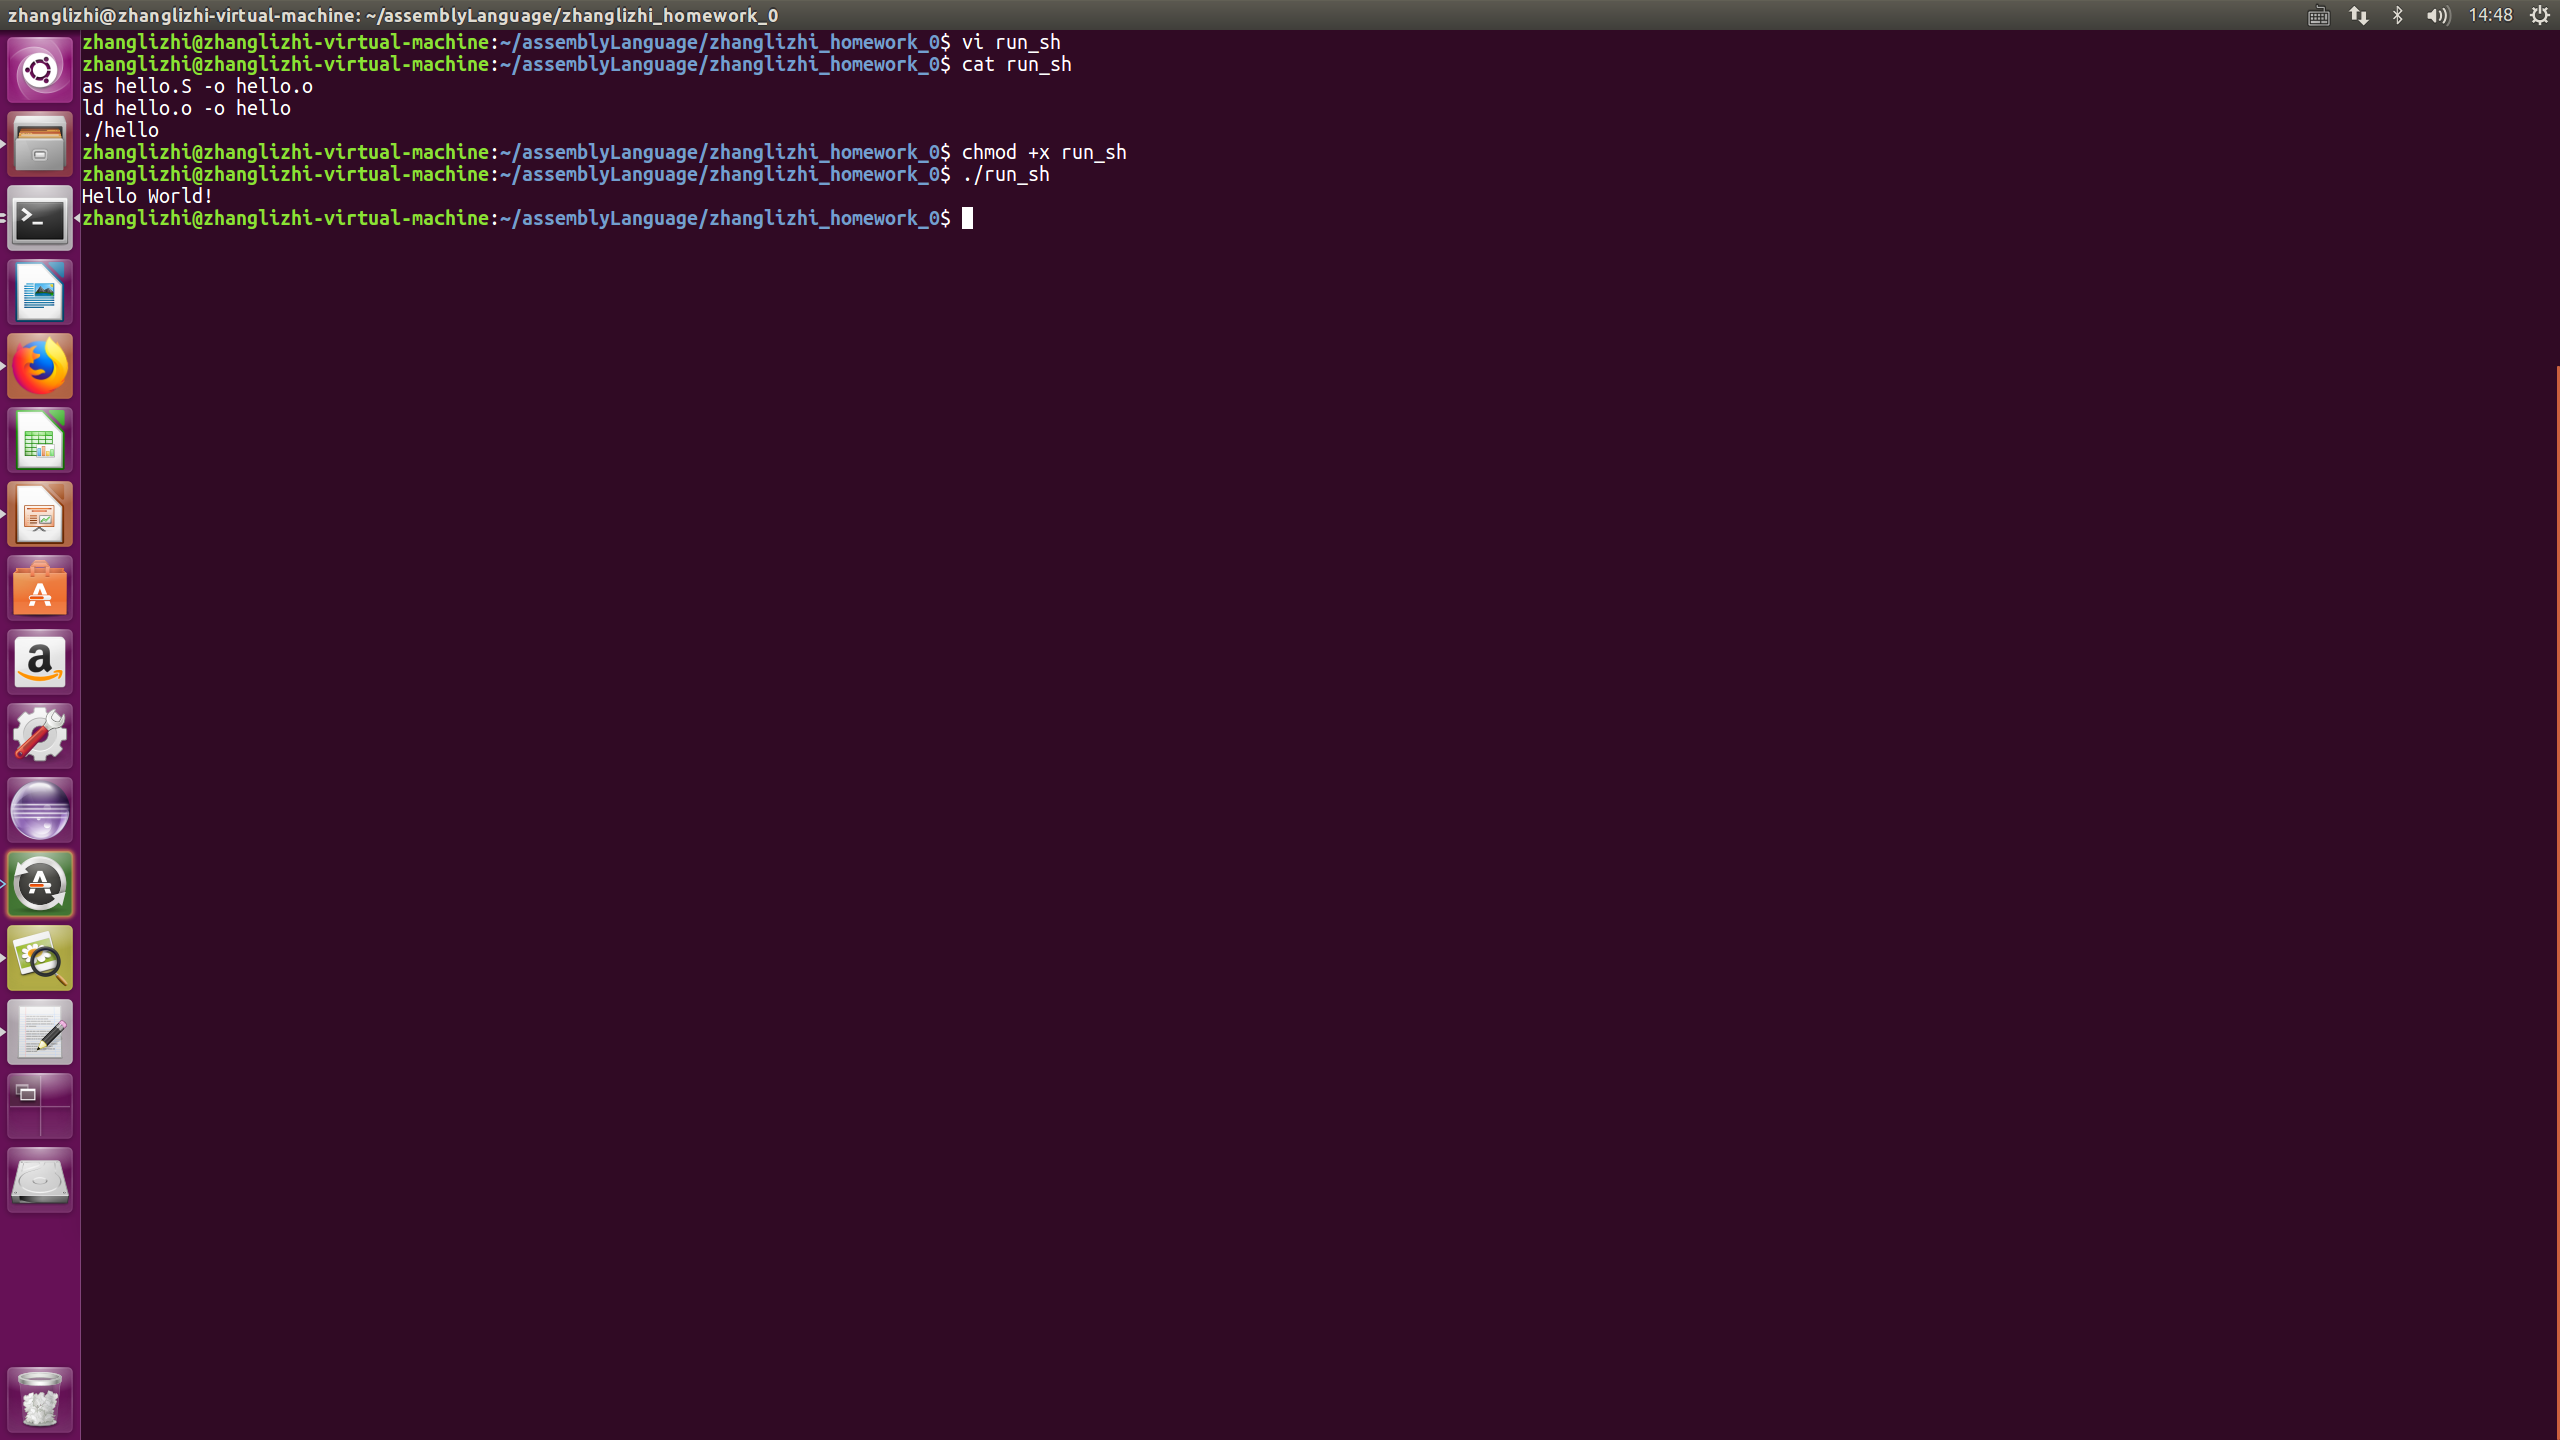 zhanglizhi@zhanglizhi-virtual-machine: ~/assemblyLanguage/zhanglizhi_homework_0
14:48
zhanglizhi@zhanglizhi-virtual-machine:~/assemblyLanguage/zhanglizhi_homework_0$ vi run_sh
zhanglizhi@zhanglizhi-virtual-machine:~/assemblyLanguage/zhanglizhi_homework_0$ cat run_sh
as hello.S -o hello.o
ld hello.o -o hello
./hello
zhanglizhi@zhanglizhi-virtual-machine:~/assemblyLanguage/zhanglizhi_homework_0$ chmod +x run_sh
zhanglizhi@zhanglizhi-virtual-machine:~/assemblyLanguage/zhanglizhi_homework_0$ ./run_sh
Hello World!
zhanglizhi@zhanglizhi-virtual-machine:~/assemblyLanguage/zhanglizhi_homework_0$